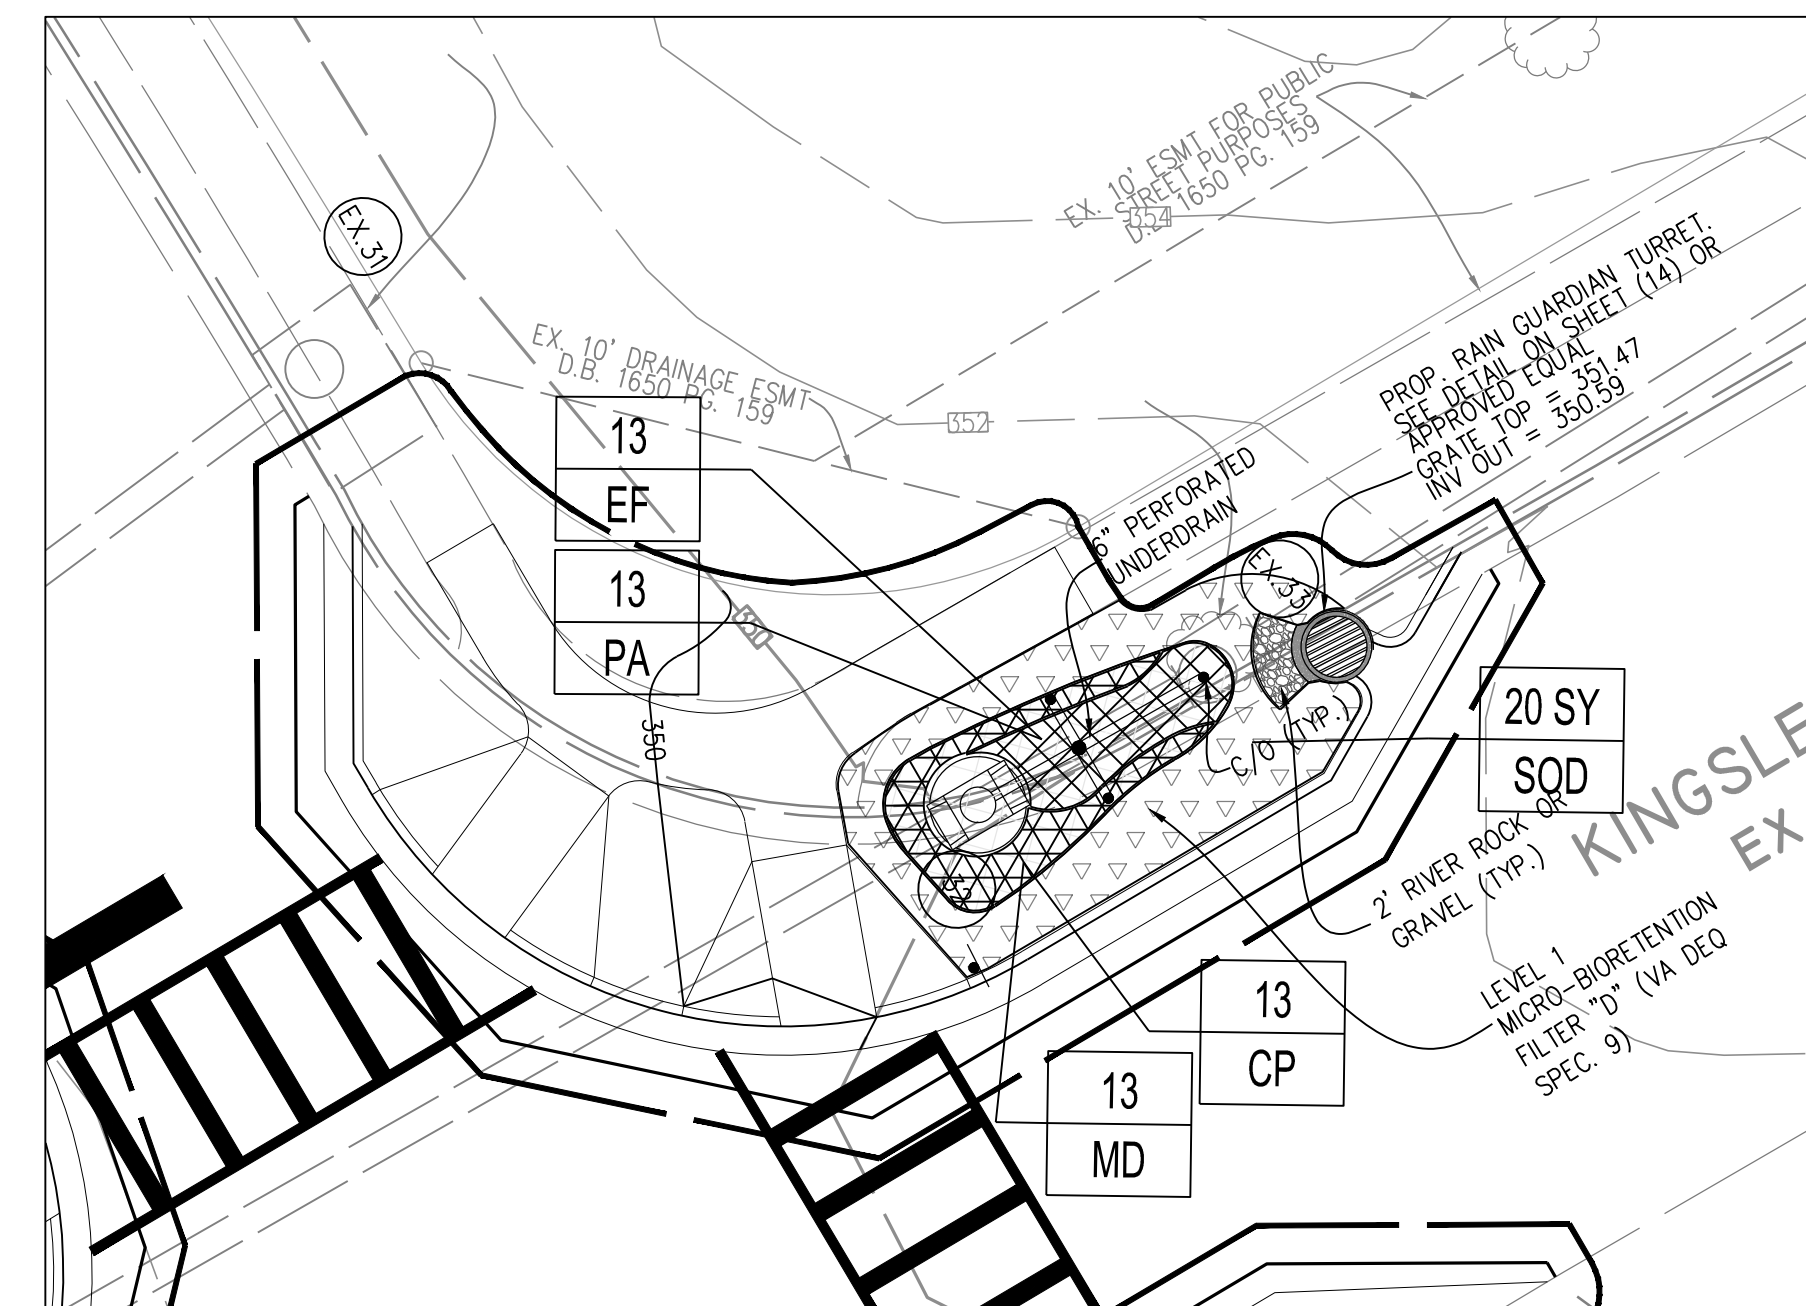 EX. 10' ESMT FOR PUBLIC
STREET PURPOSES
D.B. 1650 PG. 159
354
EX.31
PROP. RAIN GUARDIAN TURRET.
SEE DETAIL ON SHEET (14) OR
APPROVED EQUAL
GRATE TOP = 351.47
INV OUT = 350.59
EX. 10' DRAINAGE ESMT
D.B. 1650 PG. 159
352
13
EF
6" PERFORATED
UNDERDRAIN
EX.33
13
PA
350
350
C/O (TYP.)
20 SY
SOD
KINGSLE
EX
32
2' RIVER ROCK OR
GRAVEL (TYP.)
LEVEL 1
MICRO-BIORETENTION
FILTER "D" (VA DEQ
SPEC. 9)
13
CP
13
MD